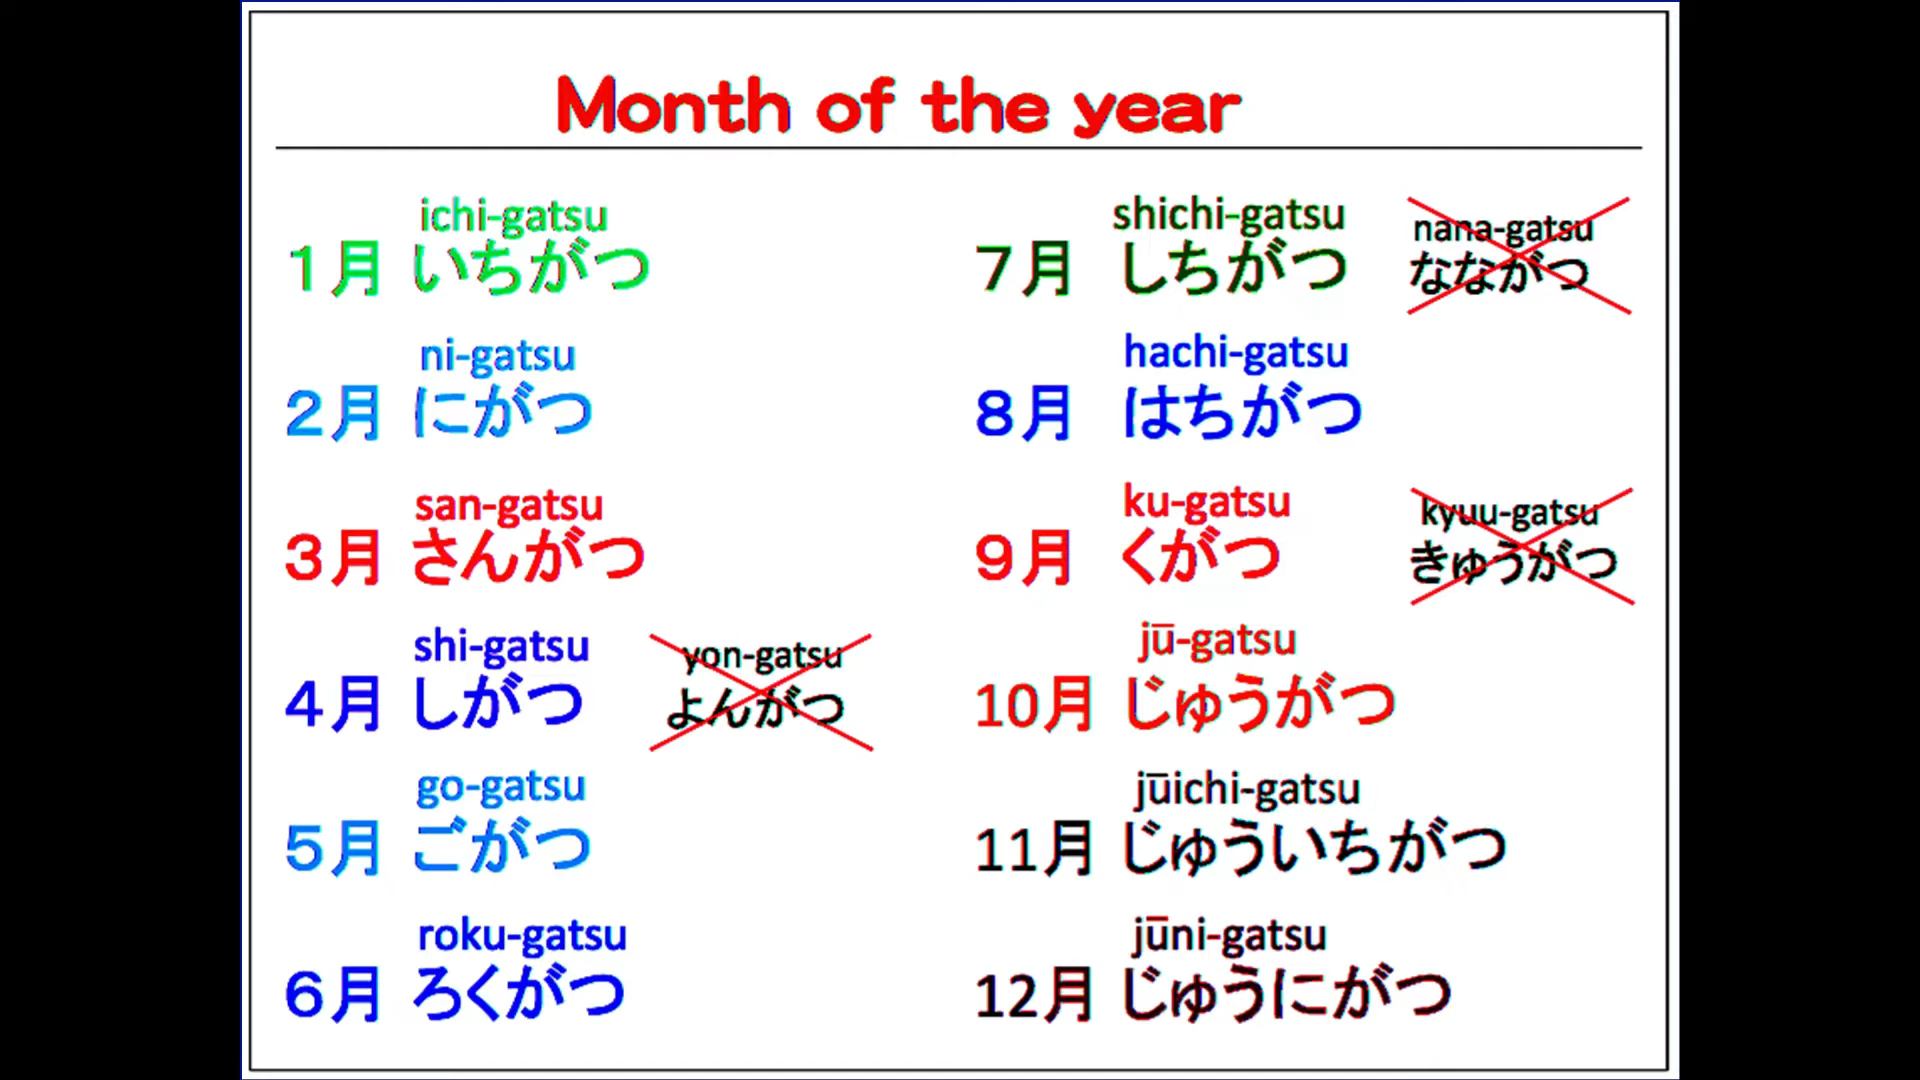 Month of the year
ichi-gatsu
１月 いちがつ
ni-gatsu
２月 にがつ
san-gatsu
３月 さんがつ
shi-gatsu
４月 しがつ
yon-gatsu
よんがつ
go-gatsu
５月 ごがつ
roku-gatsu
６月 ろくがつ
shichi-gatsu
７月 しちがつ
nana-gatsu
ななががつ
hachi-gatsu
８月 はちがつ
ku-gatsu
９月 くがつ
kyuu-gatsu
きゅうがつ
jū-gatsu
10月 じゅうがつ
jūichi-gatsu
11月 じゅういちがつ
jūni-gatsu
12月 じゅうにがつ